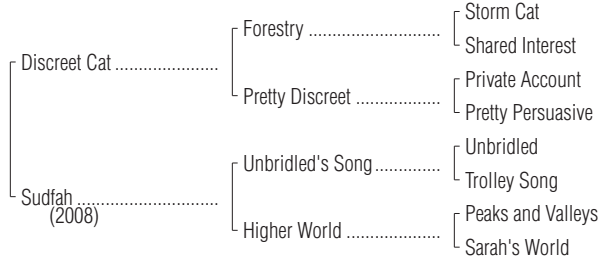 Storm Cat
Forestry ............................
Shared Interest
Discreet Cat ......................
Private Account
Pretty Discreet ..................
Pretty Persuasive
Unbridled
Unbridled's Song..............
Trolley Song
Sudfah ..............................
(2008)
Peaks and Valleys
Higher World ....................
Sarah's World